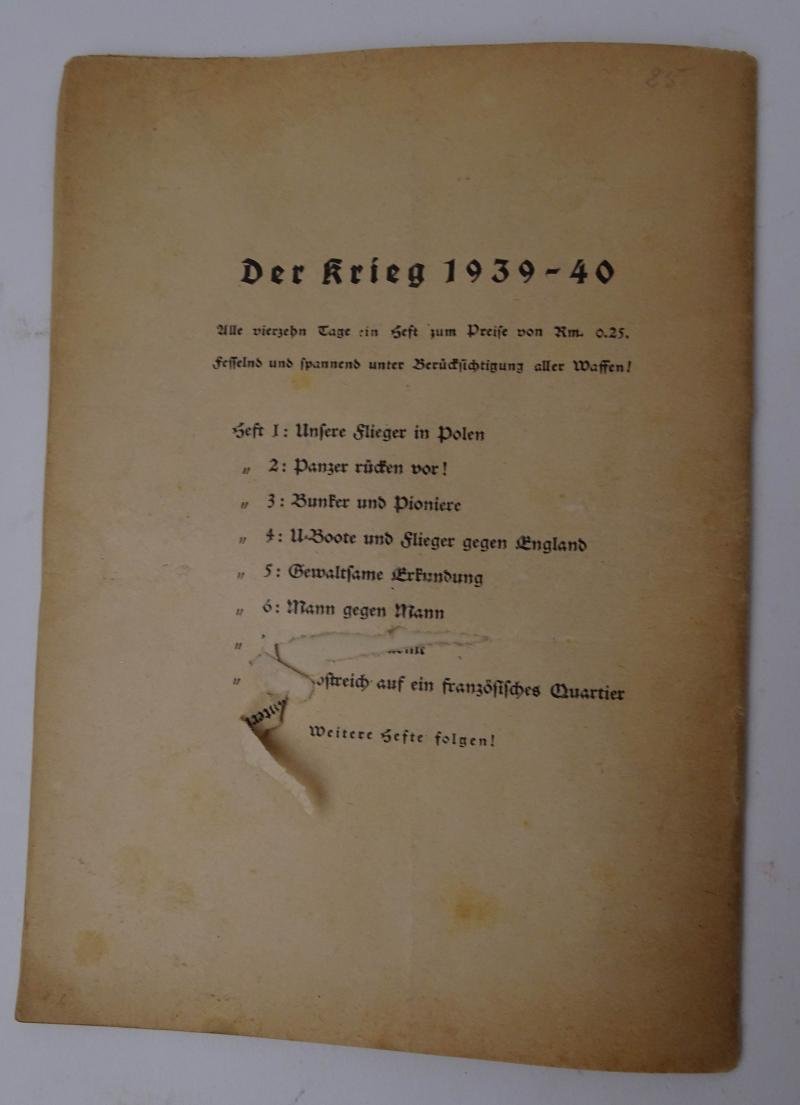 85
Der Krieg 1939-40
Alle vierzehn Tage ein Heft zum Preise von Rm. 0.25.
Fesselnd und spannend unter Berücksichtigung aller Waffen!
Heft 1: Unsere Flieger in Polen
„ 2: Panzer rücken vor!
„ 3: Bunker und Pioniere
„ 4: U-Boote und Flieger gegen England
„ 5: Gewaltsame Erkundung
„ 6: Mann gegen Mann
„
„ auf ein französisches Quartier
Weitere Hefte folgen!